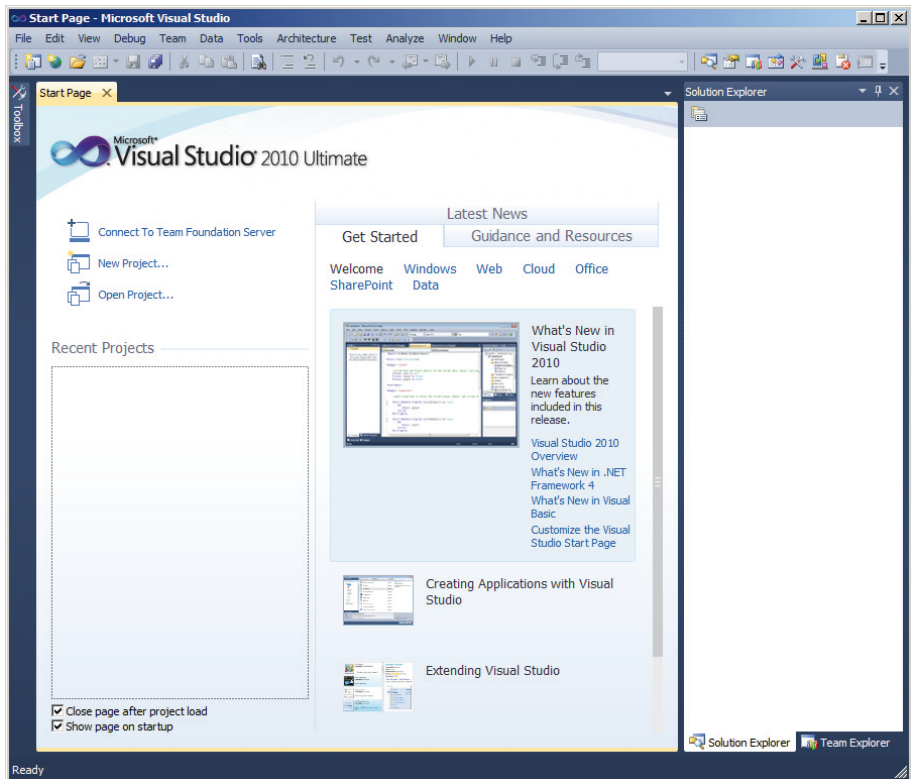 Start Page - Microsoft Visual Studio
File Edit View Debug Team Data Tools Architecture Test Analyze Window Help
Toolbox
Start Page
Solution Explorer
Microsoft®
Visual Studio® 2010 Ultimate
Connect To Team Foundation Server
New Project...
Open Project...
Recent Projects
Close page after project load
Show page on startup
Latest News
Get Started Guidance and Resources
Welcome Windows Web Cloud Office
SharePoint Data
What's New in
Visual Studio
2010
Learn about the
new features
included in this
release.
Visual Studio 2010
Overview
What's New in .NET
Framework 4
What's New in Visual
Basic
Customize the Visual
Studio Start Page
Creating Applications with Visual
Studio
Extending Visual Studio
Solution Explorer Team Explorer
Ready